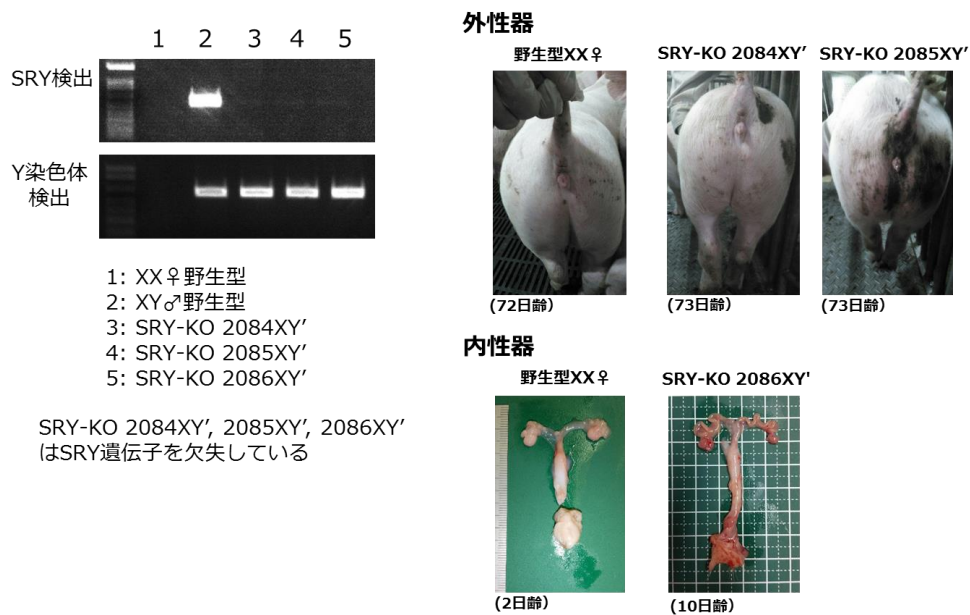 1 2 3 4 5
SRY検出
Y染色体
検出
1: XX♀野生型
2: XY♂野生型
3: SRY-KO 2084XY′
4: SRY-KO 2085XY′
5: SRY-KO 2086XY′
SRY-KO 2084XY′, 2085XY′, 2086XY′
はSRY遺伝子を欠失している
外性器
野生型XX♀ SRY-KO 2084XY′ SRY-KO 2085XY′
(72日齢) (73日齢) (73日齢)
内性器
野生型XX♀ SRY-KO 2086XY'
(2日齢) (10日齢)